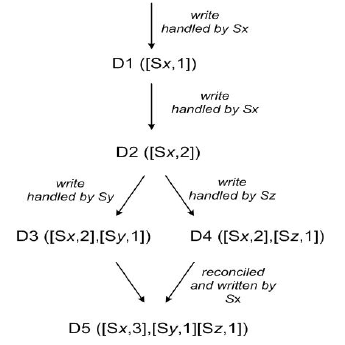 write
handled by Sx
D1 ([Sx,1])
write
handled by Sx
D2 ([Sx,2])
write
handled by Sy
write
handled by Sz
D3 ([Sx,2],[Sy,1])
D4 ([Sx,2],[Sz,1])
reconciled
and written by
Sx
D5 ([Sx,3],[Sy,1][Sz,1])